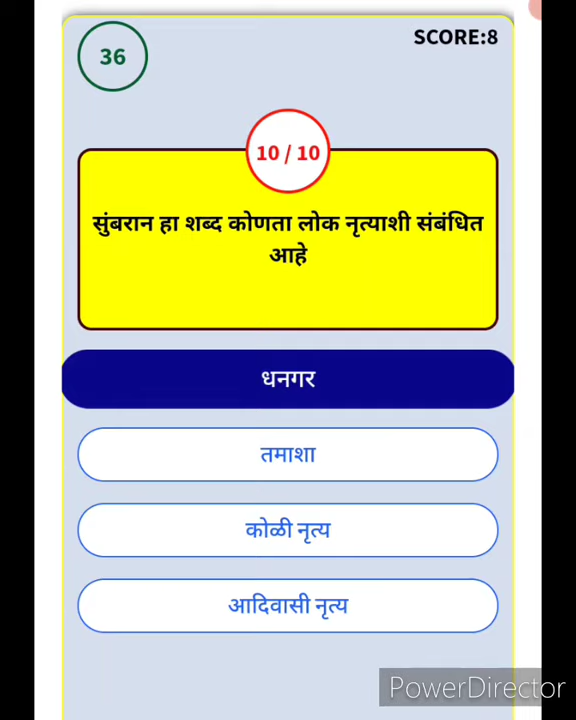 36
SCORE:8
10 / 10
सुंबरान हा शब्द कोणता लोक नृत्याशी संबंधित
आहे
धनगर
तमाशा
कोळी नृत्य
आदिवासी नृत्य
PowerDirector